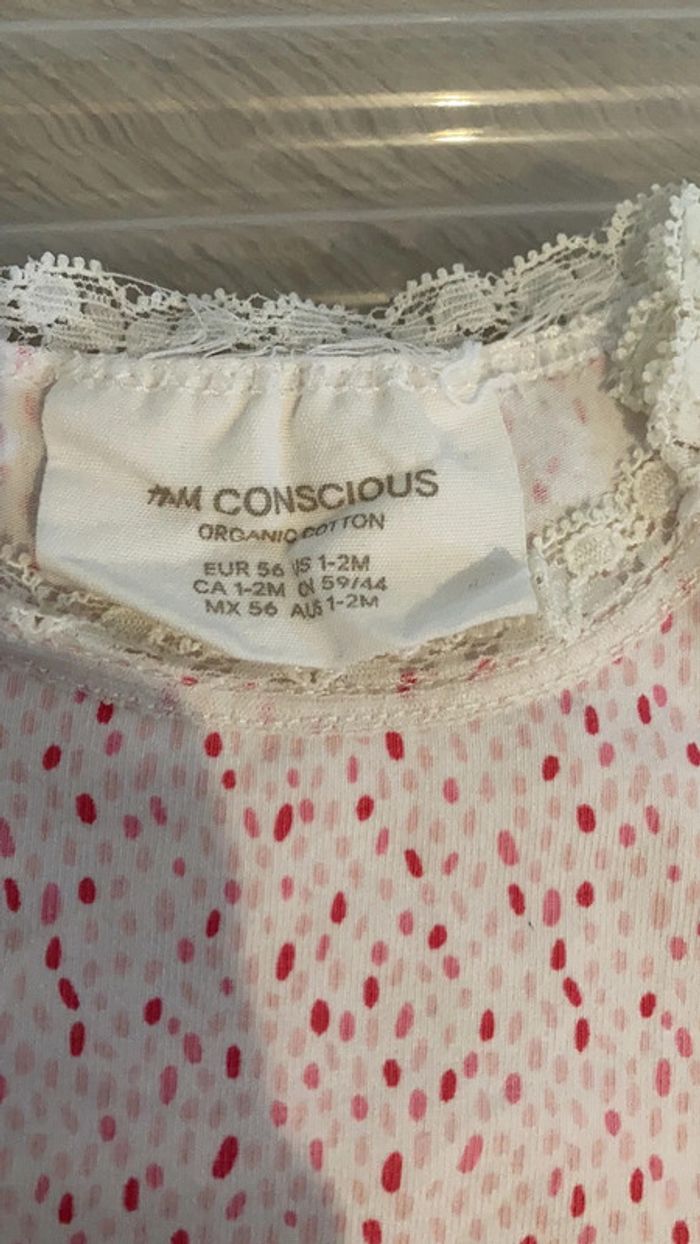 H&M CONSCIOUS
ORGANIC COTTON
EUR 56 US 1-2M
CA 1-2M CN 59/44
MX 56 AUS 1-2M